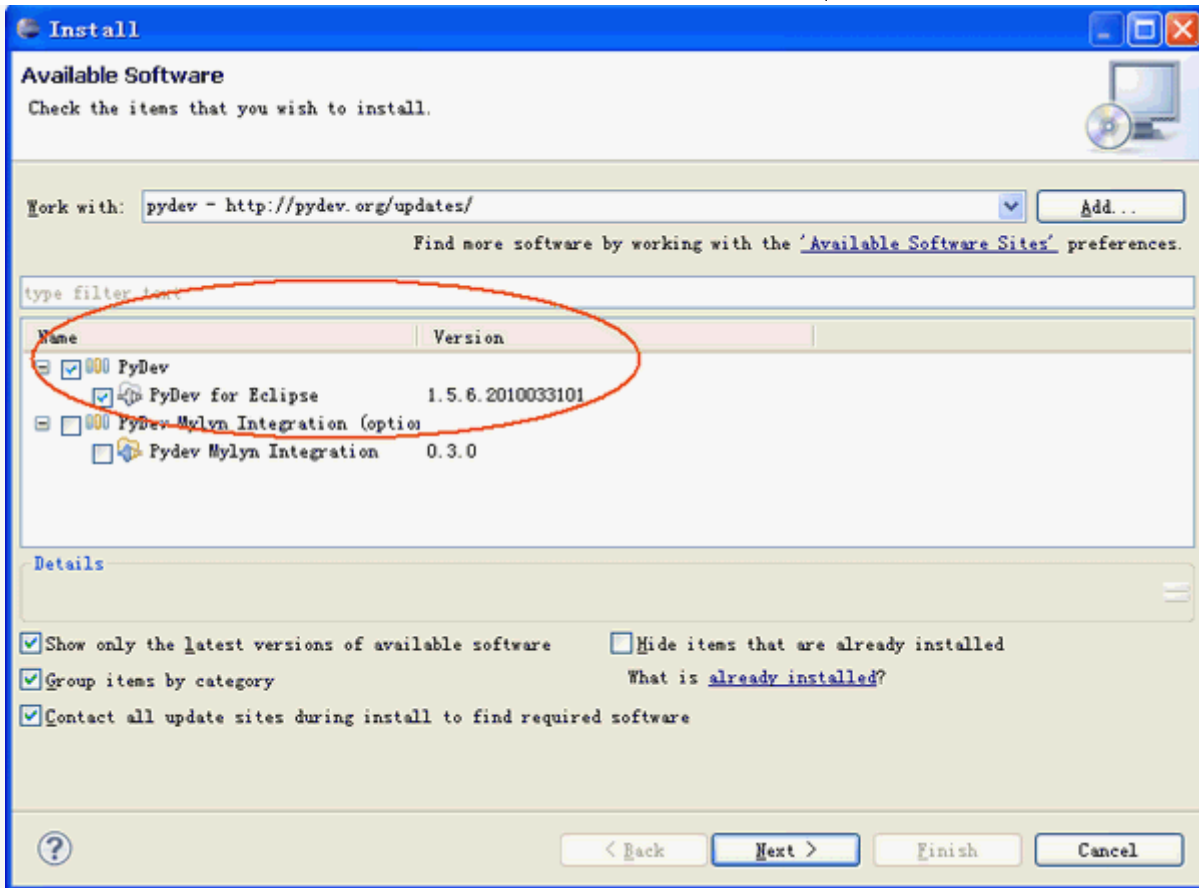 Install
Available Software
Check the items that you wish to install.
Work with: pydev - http://pydev.org/updates/ Add...
Find more software by working with the 'Available Software Sites' preferences.
type filter text
Name Version
PyDev
PyDev for Eclipse 1.5.6.2010033101
PyDev Mylyn Integration (option
Pydev Mylyn Integration 0.3.0
Details
Show only the latest versions of available software Hide items that are already installed
Group items by category What is already installed?
Contact all update sites during install to find required software
? < Back Next > Finish Cancel